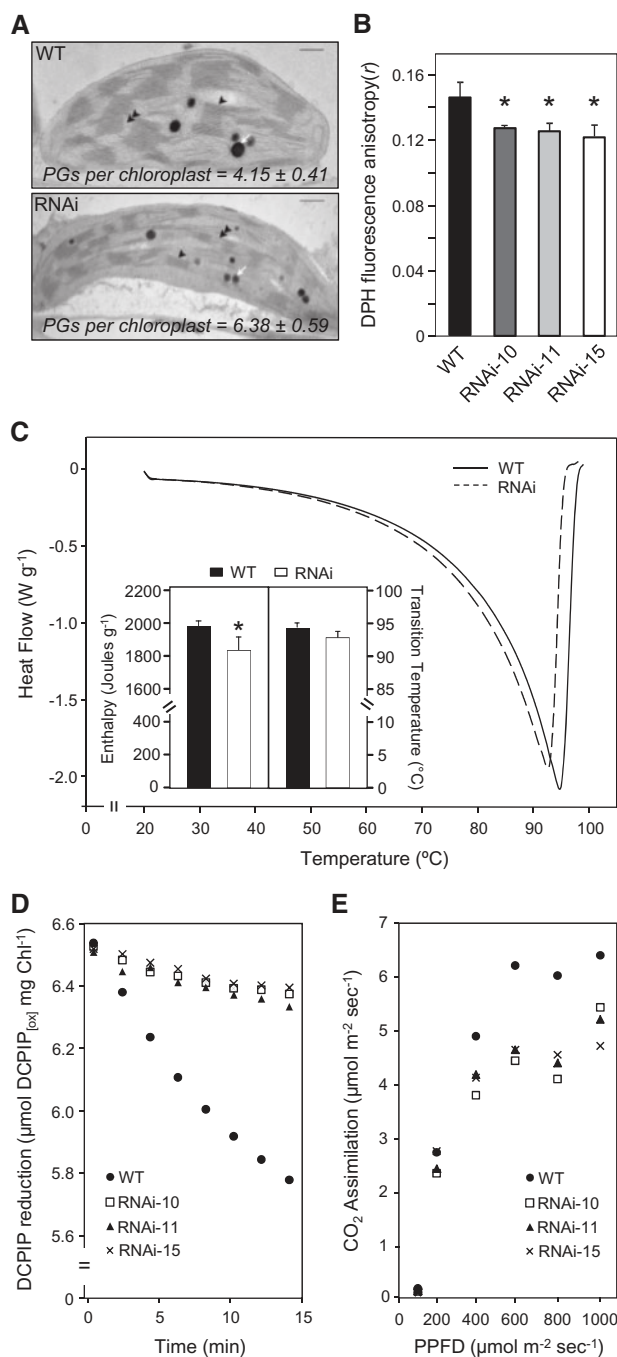 A
WT
PGs per chloroplast = 4.15 ± 0.41
RNAi
PGs per chloroplast = 6.38 ± 0.59
B
DPH fluorescence anisotropy(r)
0.16
0.12
0.08
0.04
0
* * *
WT
RNAi-10
RNAi-11
RNAi-15
C
Heat Flow (W g-1)
0
-0.5
-1.0
-1.5
-2.0
WT
RNAi
WT RNAi
Enthalpy (Joules g-1)
2200
2000
1800
1600
400
200
0
*
100
95
90
85
10
5
0
Transition Temperature (°C)
0 20 30 40 50 60 70 80 90 100
Temperature (ºC)
D
DCPIP reduction (µmol DCPIP[ox] mg Chl-1)
6.6
6.4
6.2
6.0
5.8
5.6
0
WT
RNAi-10
RNAi-11
RNAi-15
0 5 10 15
Time (min)
E
CO2 Assimilation (µmol m-2 sec-1)
7
6
5
4
3
2
1
0
WT
RNAi-10
RNAi-11
RNAi-15
0 200 400 600 800 1000
PPFD (µmol m-2 sec-1)